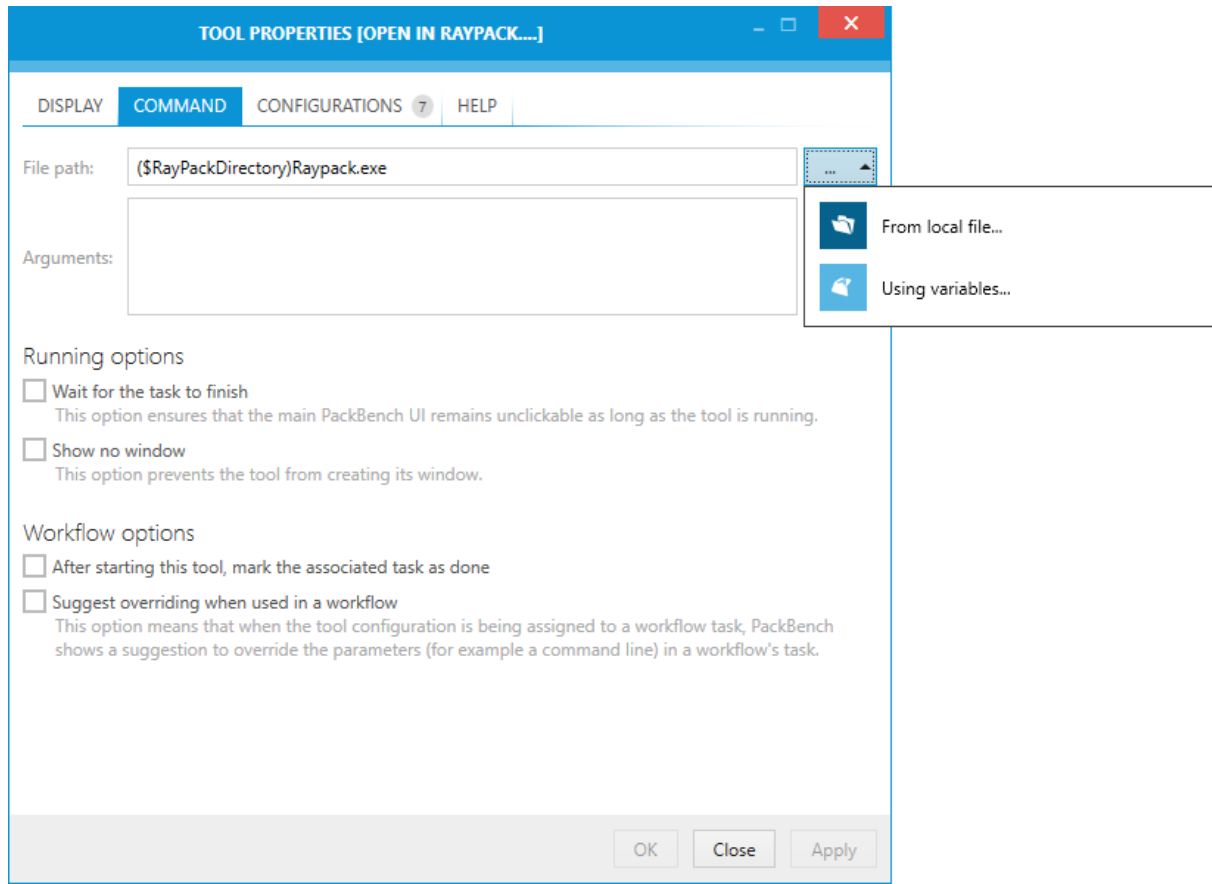 TOOL PROPERTIES [OPEN IN RAYPACK....]
DISPLAY COMMAND CONFIGURATIONS 7 HELP
File path: ($RayPackDirectory)Raypack.exe ...
From local file...
Arguments:
Using variables...
Running options
Wait for the task to finish
This option ensures that the main PackBench UI remains unclickable as long as the tool is running.
Show no window
This option prevents the tool from creating its window.
Workflow options
After starting this tool, mark the associated task as done
Suggest overriding when used in a workflow
This option means that when the tool configuration is being assigned to a workflow task, PackBench
shows a suggestion to override the parameters (for example a command line) in a workflow's task.
OK Close Apply